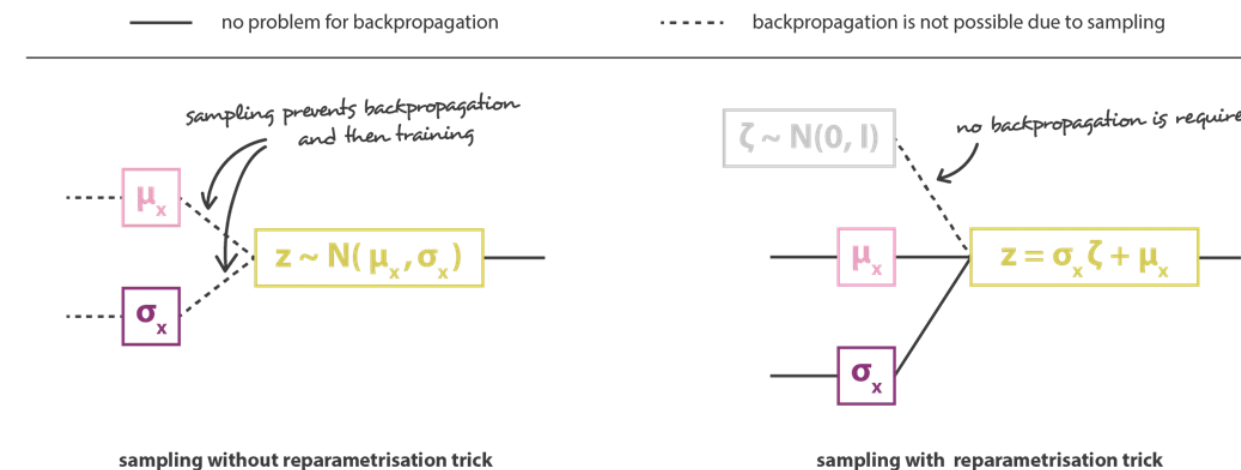 no problem for backpropagation
backpropagation is not possible due to sampling
sampling prevents backpropagation
and then training
μx
σx
z ~ N( μx , σx )
sampling without reparametrisation trick
ζ ~ N(0, I)
no backpropagation is require
μx
σx
z = σxζ + μx
sampling with reparametrisation trick